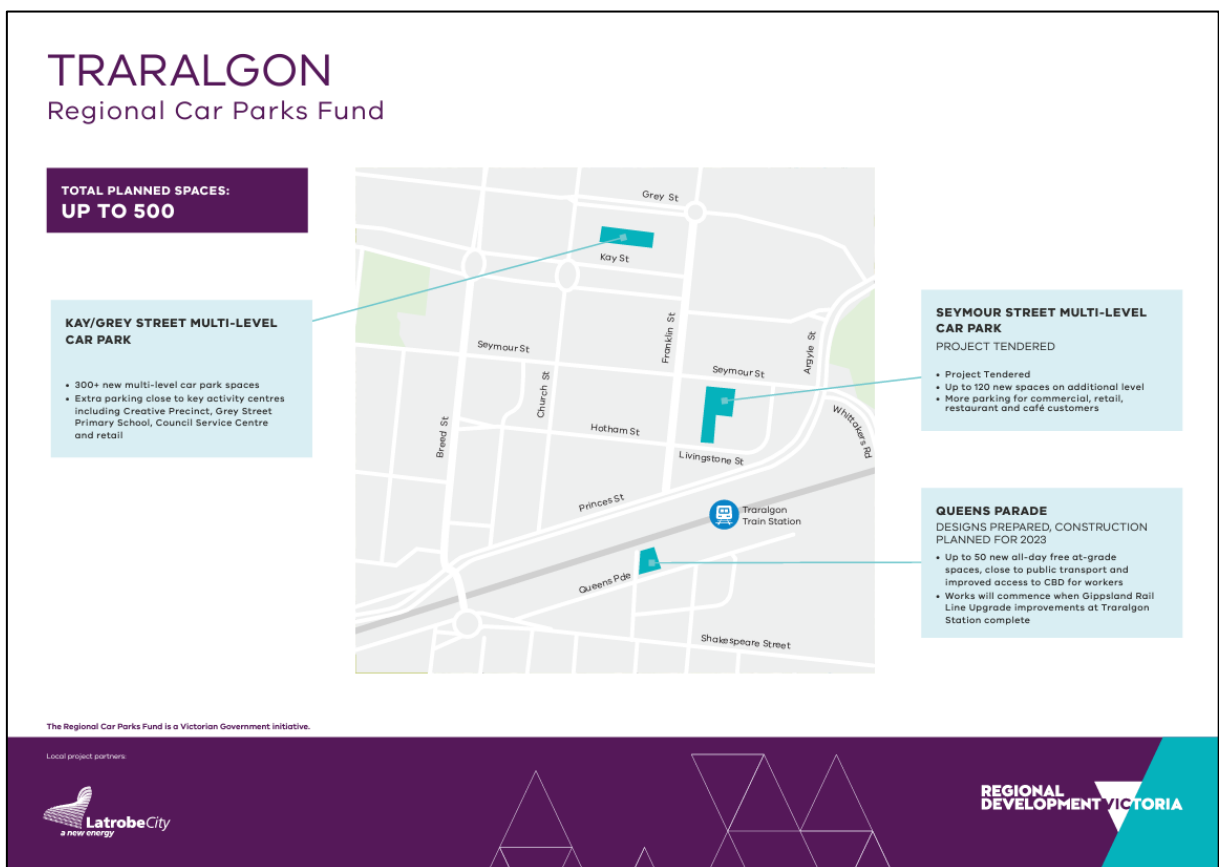 TRARALGON
Regional Car Parks Fund
TOTAL PLANNED SPACES:
UP TO 500
KAY/GREY STREET MULTI-LEVEL
CAR PARK
• 300+ new multi-level car park spaces
• Extra parking close to key activity centres
including Creative Precinct, Grey Street
Primary School, Council Service Centre
and retail
Grey St
Kay St
Franklin St
Argyle St
Seymour St
Seymour St
Church St
Breed St
Hotham St
Livingstone St
Whittakers Rd
Princes St
Traralgon
Train Station
Queens Pde
Shakespeare Street
SEYMOUR STREET MULTI-LEVEL
CAR PARK
PROJECT TENDERED
• Project Tendered
• Up to 120 new spaces on additional level
• More parking for commercial, retail,
restaurant and café customers
QUEENS PARADE
DESIGNS PREPARED, CONSTRUCTION
PLANNED FOR 2023
• Up to 50 new all-day free at-grade
spaces, close to public transport and
improved access to CBD for workers
• Works will commence when Gippsland Rail
Line Upgrade improvements at Traralgon
Station complete
The Regional Car Parks Fund is a Victorian Government initiative.
Local project partners:
LatrobeCity
a new energy
REGIONAL
DEVELOPMENT VICTORIA